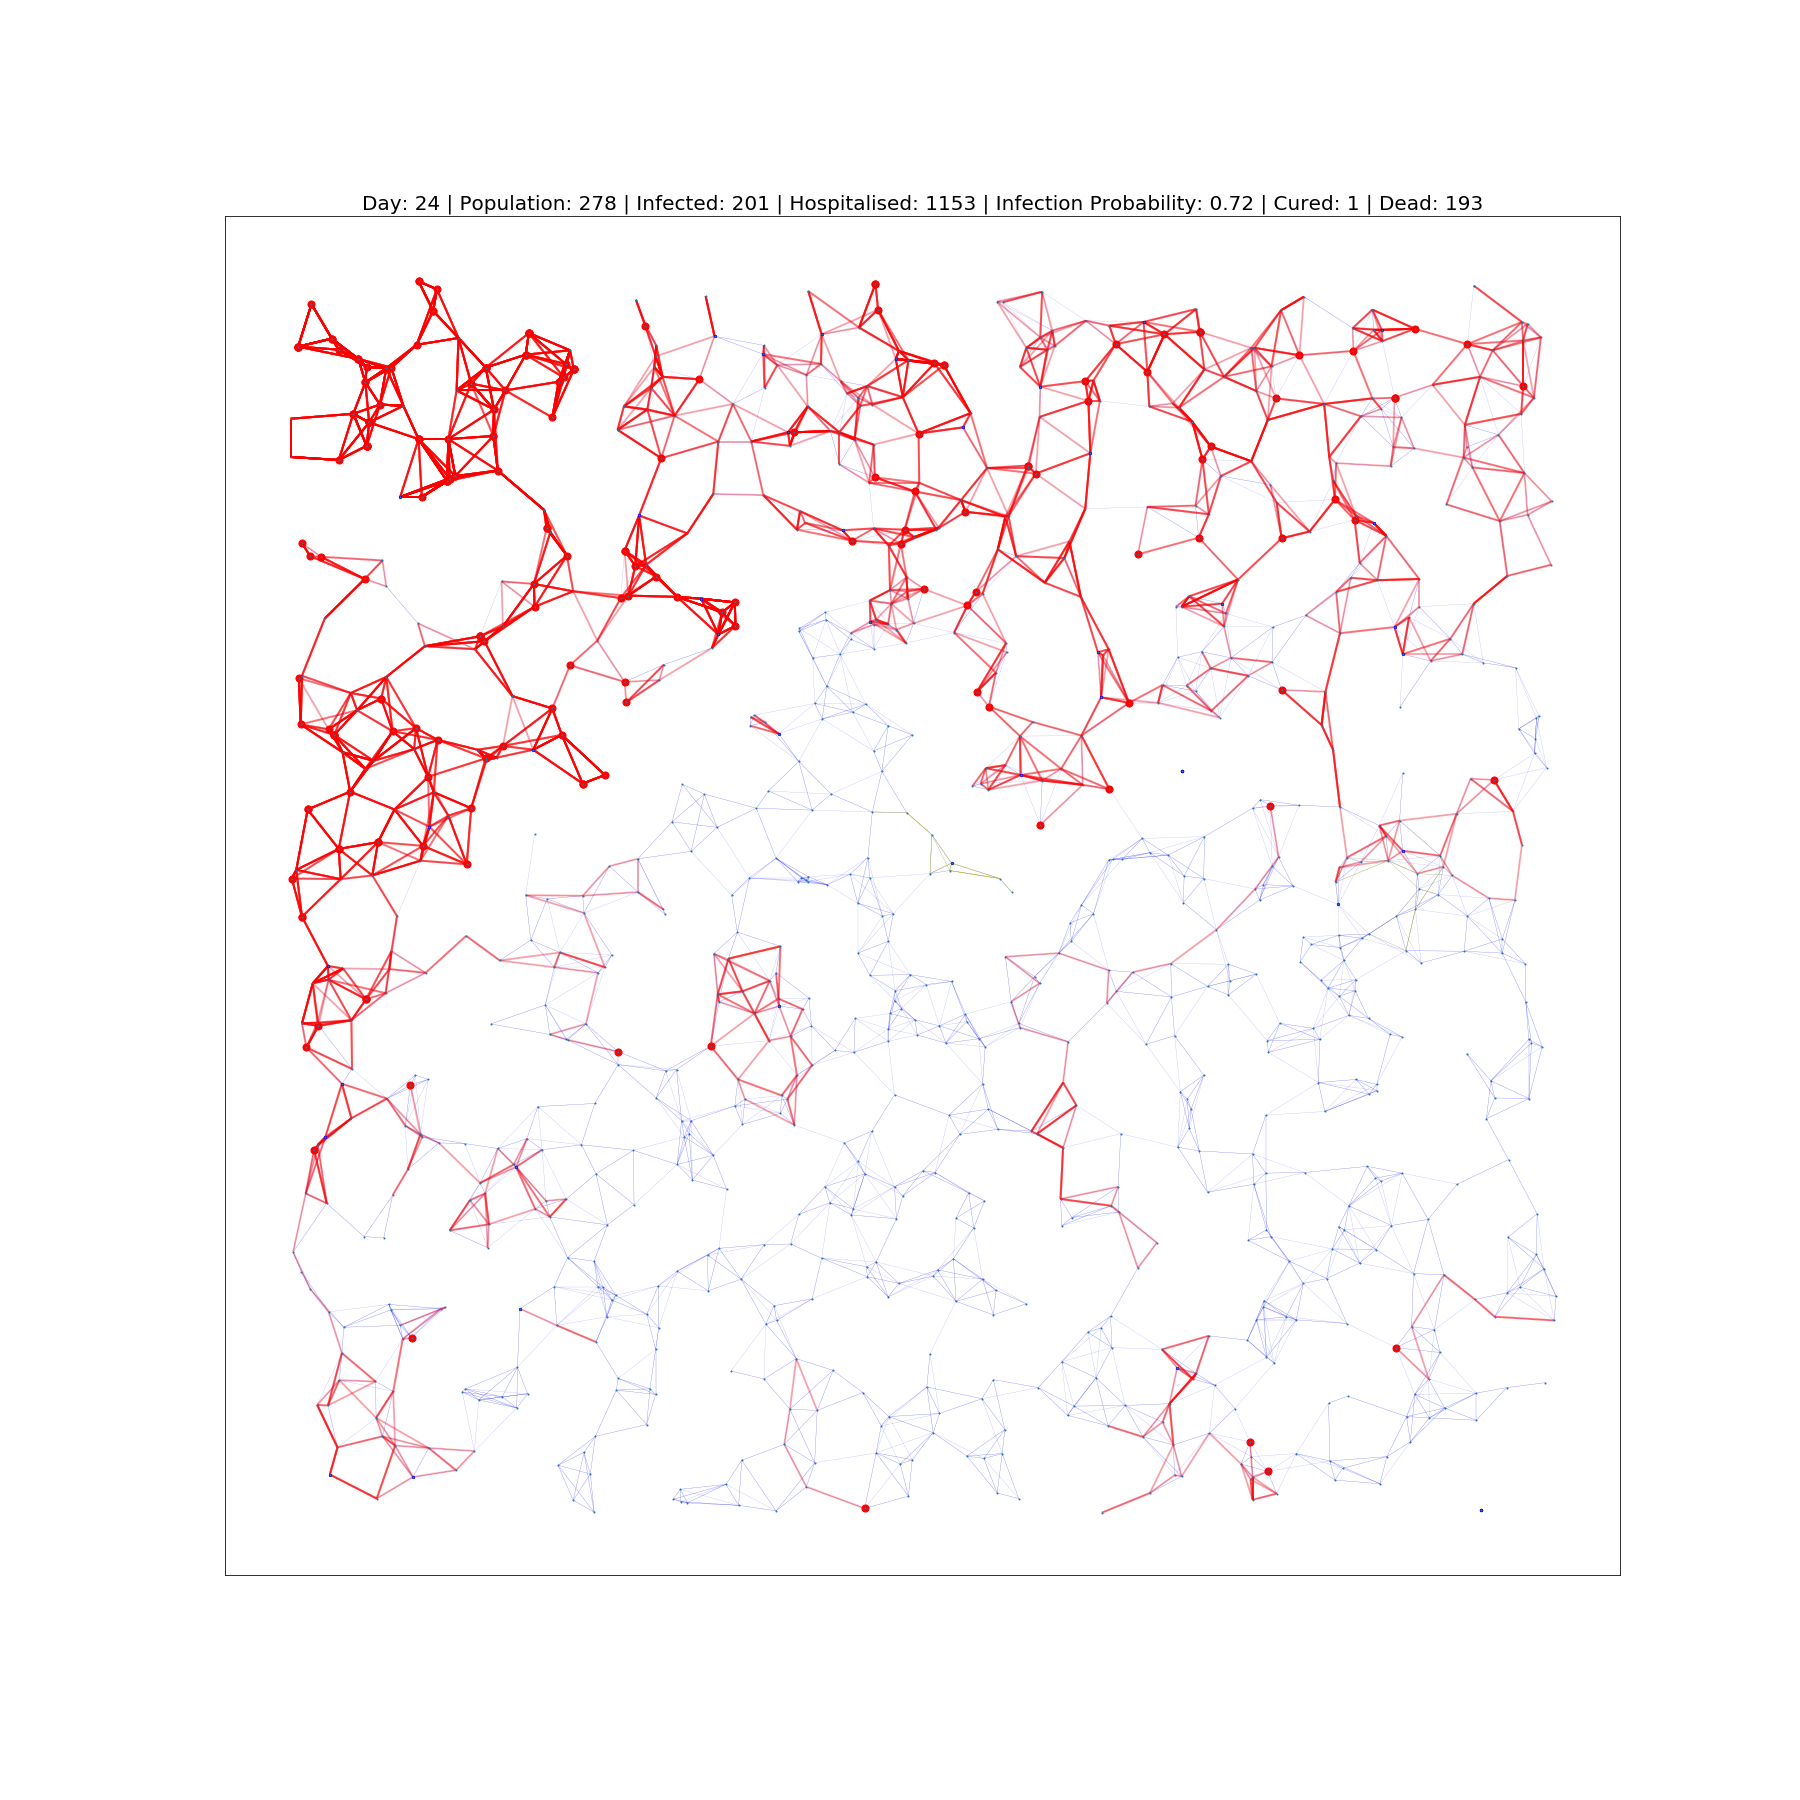 Day: 24 | Population: 278 | Infected: 201 | Hospitalised: 1153 | Infection Probability: 0.72 | Cured: 1 | Dead: 193